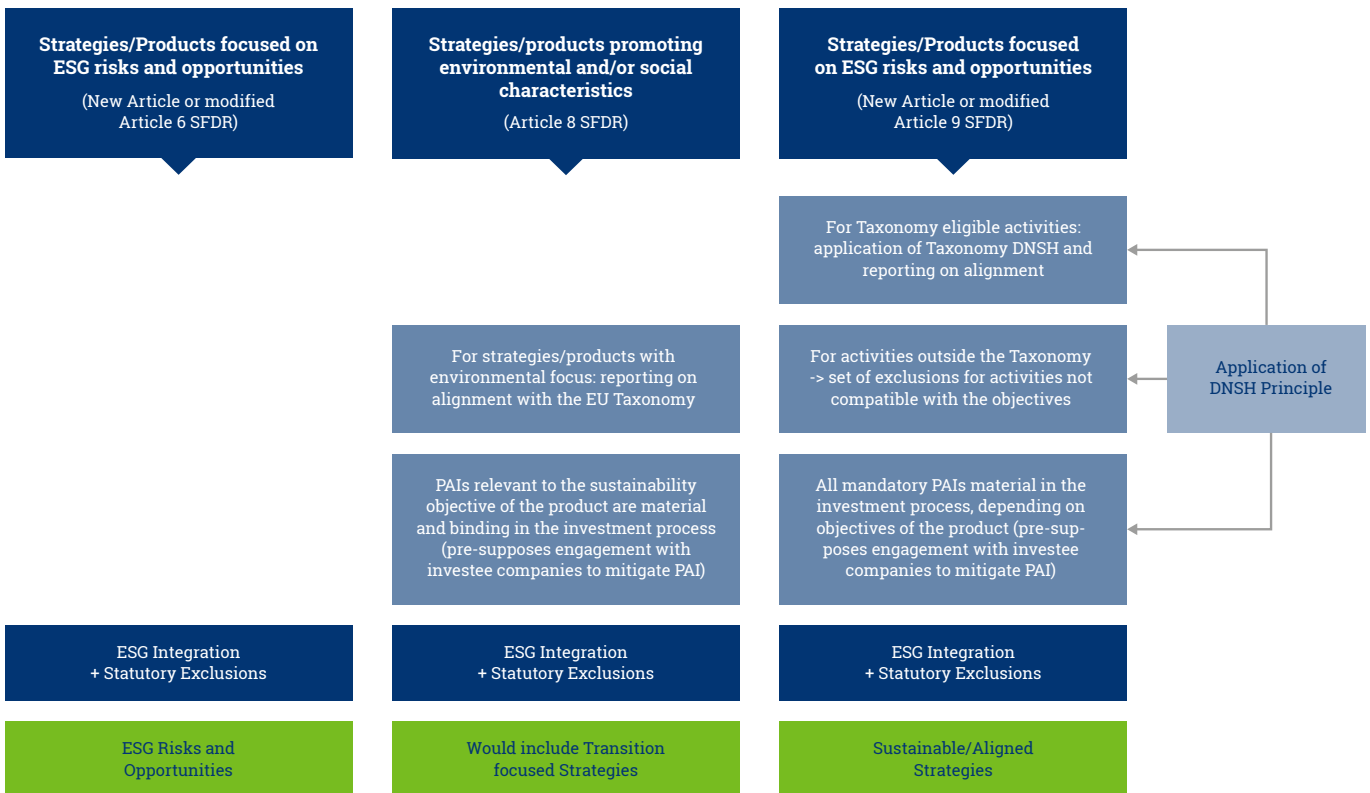 Strategies/Products focused on
ESG risks and opportunities
(New Article or modified
Article 6 SFDR)
Strategies/products promoting
environmental and/or social
characteristics
(Article 8 SFDR)
Strategies/Products focused
on ESG risks and opportunities
(New Article or modified
Article 9 SFDR)
For Taxonomy eligible activities:
application of Taxonomy DNSH and
reporting on alignment
For strategies/products with
environmental focus: reporting on
alignment with the EU Taxonomy
For activities outside the Taxonomy
-> set of exclusions for activities not
compatible with the objectives
Application of
DNSH Principle
PAIs relevant to the sustainability
objective of the product are material
and binding in the investment process
(pre-supposes engagement with
investee companies to mitigate PAI)
All mandatory PAIs material in the
investment process, depending on
objectives of the product (pre-sup-
poses engagement with investee
companies to mitigate PAI)
ESG Integration
+ Statutory Exclusions
ESG Integration
+ Statutory Exclusions
ESG Integration
+ Statutory Exclusions
ESG Risks and
Opportunities
Would include Transition
focused Strategies
Sustainable/Aligned
Strategies